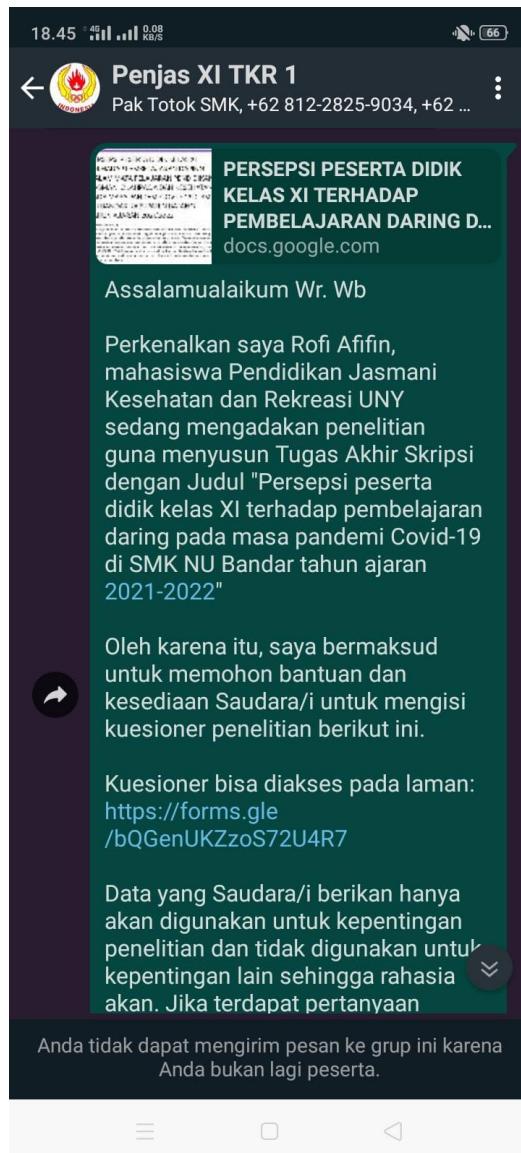 18.45
4G
0.08
KB/S
66
Penjas XI TKR 1
Pak Totok SMK, +62 812-2825-9034, +62 ...
INDONESIA
PERSEPSI PESERTA DIDIK
KELAS XI TERHADAP
PEMBELAJARAN DARING D...
docs.google.com
Assalamualaikum Wr. Wb
Perkenalkan saya Rofi Afifin,
mahasiswa Pendidikan Jasmani
Kesehatan dan Rekreasi UNY
sedang mengadakan penelitian
guna menyusun Tugas Akhir Skripsi
dengan Judul "Persepsi peserta
didik kelas XI terhadap pembelajaran
daring pada masa pandemi Covid-19
di SMK NU Bandar tahun ajaran
2021-2022"
Oleh karena itu, saya bermaksud
untuk memohon bantuan dan
kesediaan Saudara/i untuk mengisi
kuesioner penelitian berikut ini.
Kuesioner bisa diakses pada laman:
https://forms.gle
/bQGenUKZzoS72U4R7
Data yang Saudara/i berikan hanya
akan digunakan untuk kepentingan
penelitian dan tidak digunakan untuk
kepentingan lain sehingga rahasia
akan. Jika terdapat pertanyaan
Anda tidak dapat mengirim pesan ke grup ini karena
Anda bukan lagi peserta.